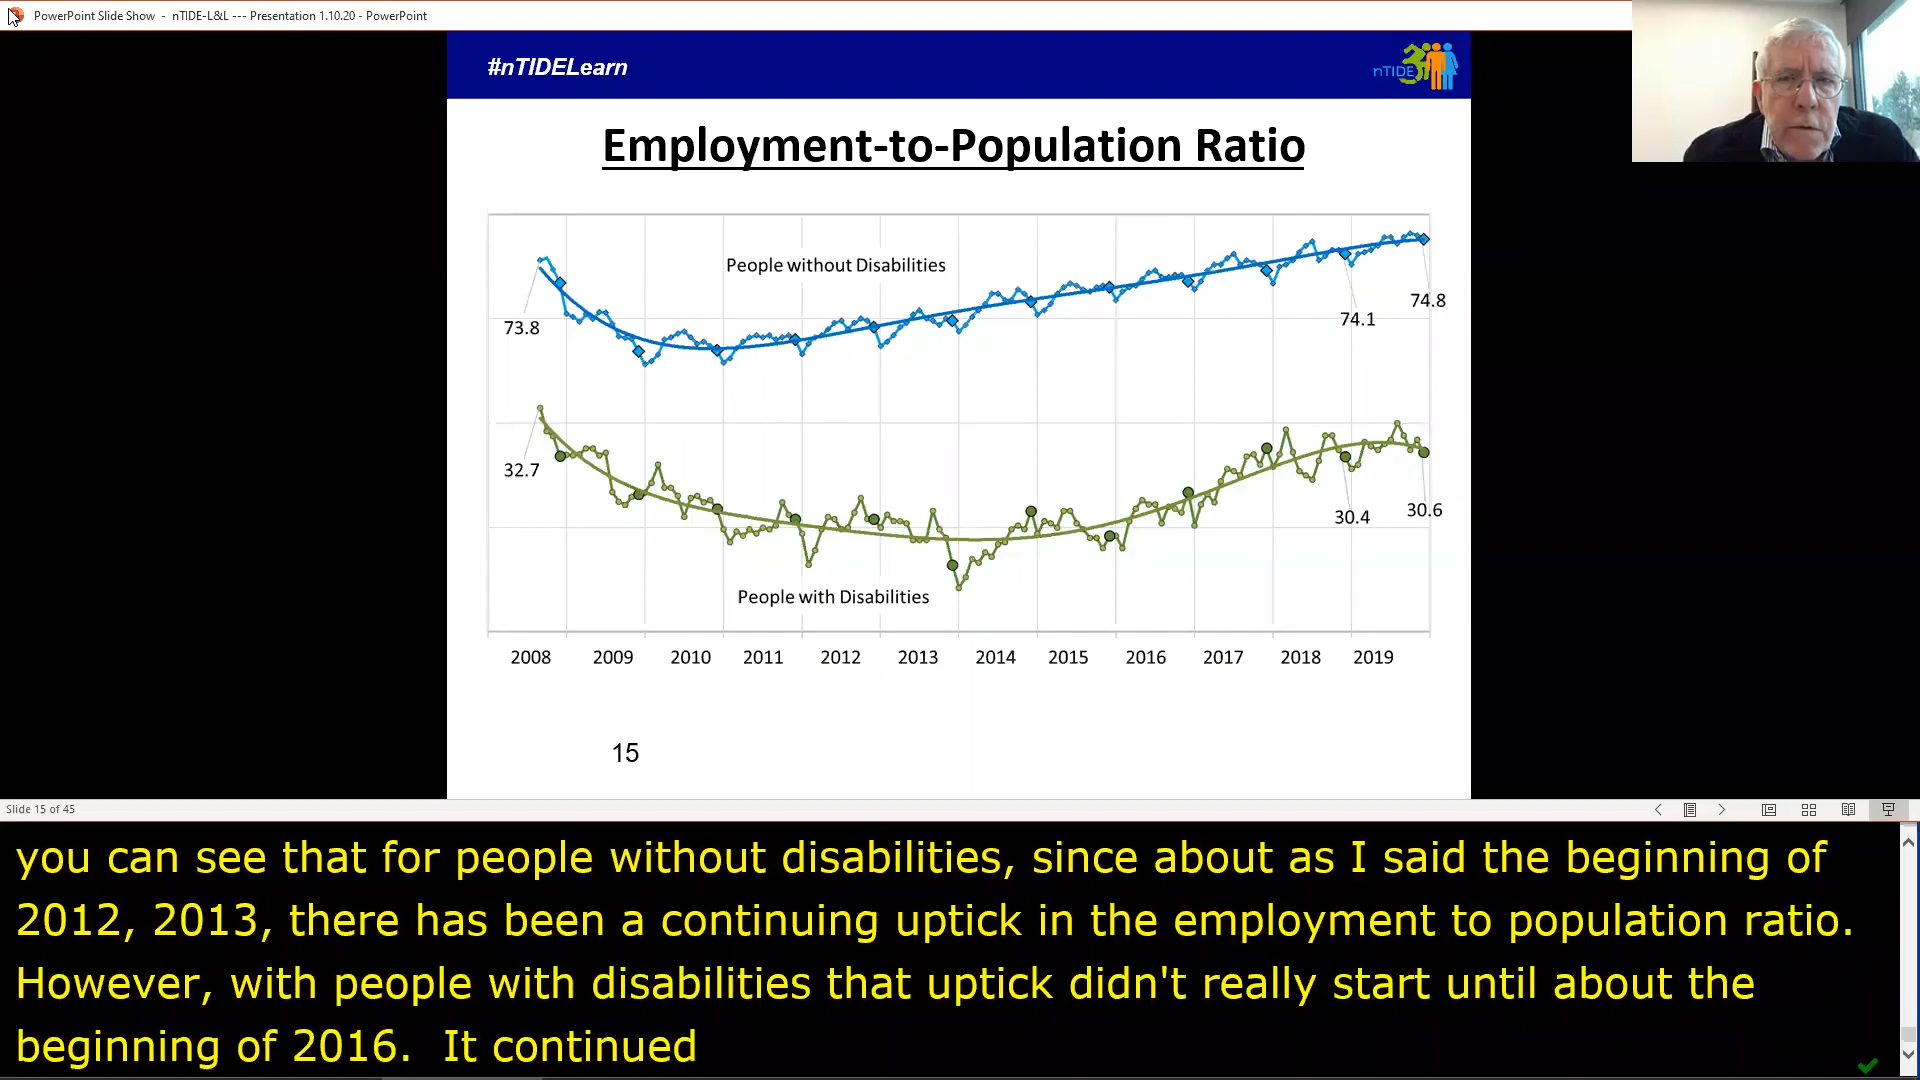 PowerPoint Slide Show - nTIDE-L&L --- Presentation 1.10.20 - PowerPoint
#nTIDELearn
nTIDE
Employment-to-Population Ratio
People without Disabilities
73.8
74.1
74.8
32.7
30.4
30.6
People with Disabilities
2008 2009 2010 2011 2012 2013 2014 2015 2016 2017 2018 2019
15
Slide 15 of 45
you can see that for people without disabilities, since about as I said the beginning of
2012, 2013, there has been a continuing uptick in the employment to population ratio.
However, with people with disabilities that uptick didn't really start until about the
beginning of 2016.  It continued